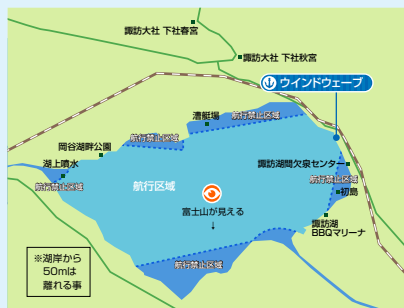 諏訪大社 下社春宮
諏訪大社 下社秋宮
ウインドウェーブ
漕艇場
航行禁止区域
航行禁止区域
岡谷湖畔公園
諏訪湖間欠泉センター
湖上噴水
航行禁止区域
航行区域
航行禁止区域
初島
富士山が見える
諏訪湖
BBQマリーナ
航行禁止区域
※湖岸から
50mは
離れる事